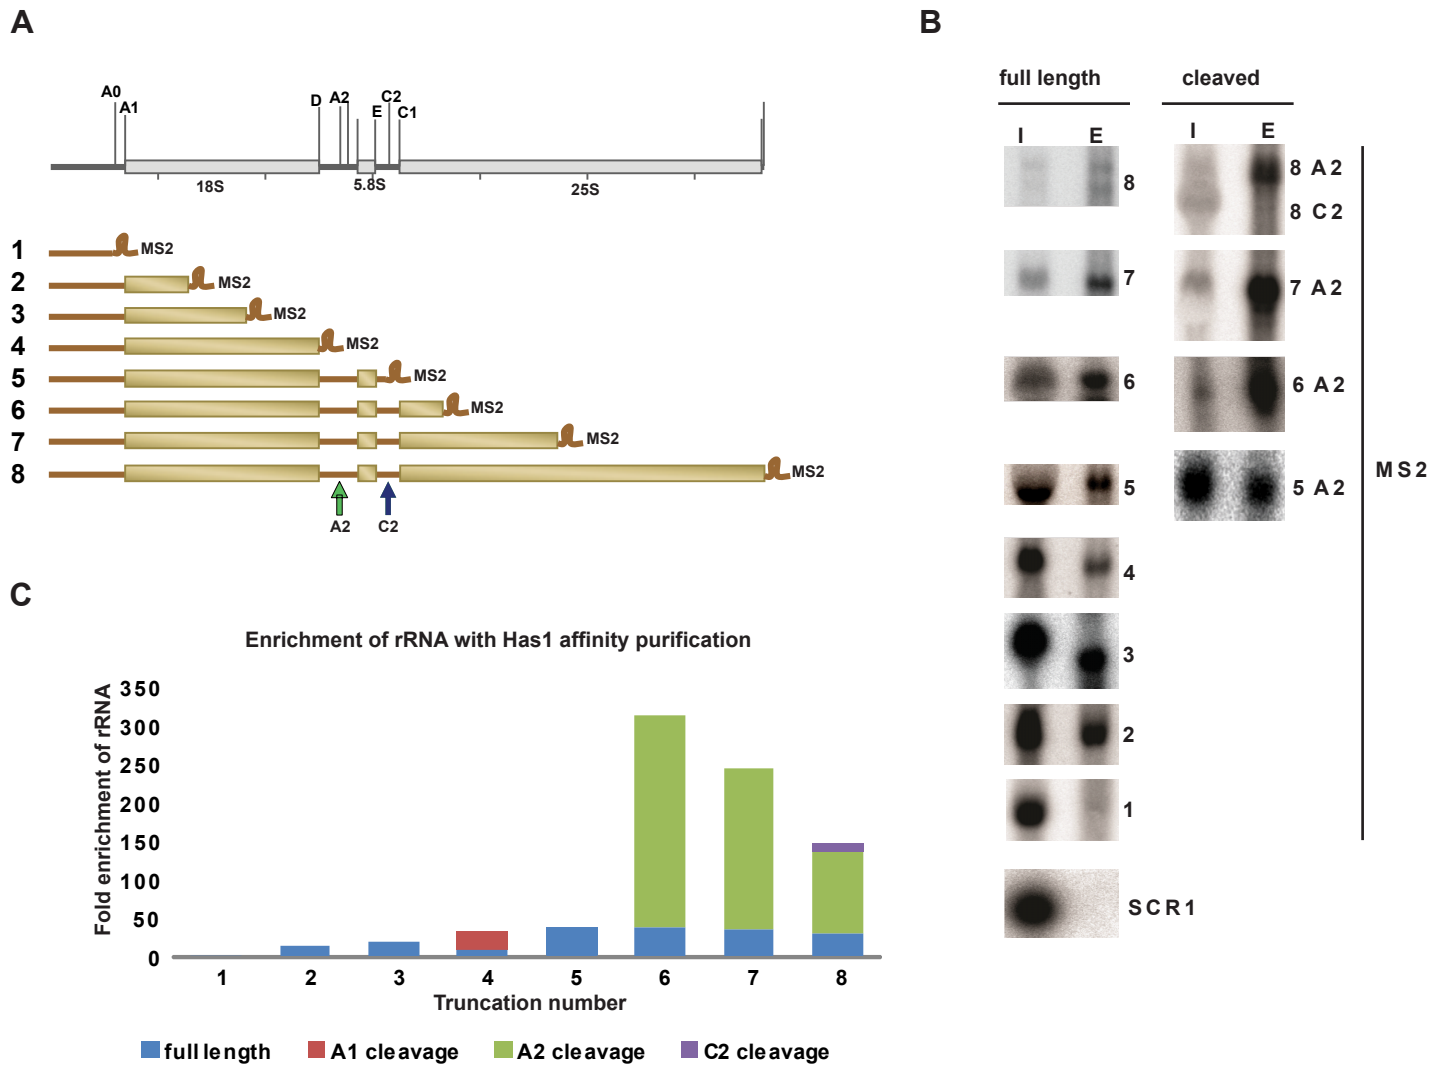 A
A0
A1
D
A2
E
C2
C1
18S
5.8S
25S
1
MS2
2
MS2
3
MS2
4
MS2
5
MS2
6
MS2
7
MS2
8
MS2
A2
C2
B
full length
cleaved
I
E
I
E
8
8 A2
8 C2
7
7 A2
6
6 A2
5
5 A2
4
3
2
1
MS2
SCR1
C
Enrichment of rRNA with Has1 affinity purification
Fold enrichment of rRNA
350
300
250
200
150
100
50
0
1 2 3 4 5 6 7 8
Truncation number
full length
A1 cleavage
A2 cleavage
C2 cleavage